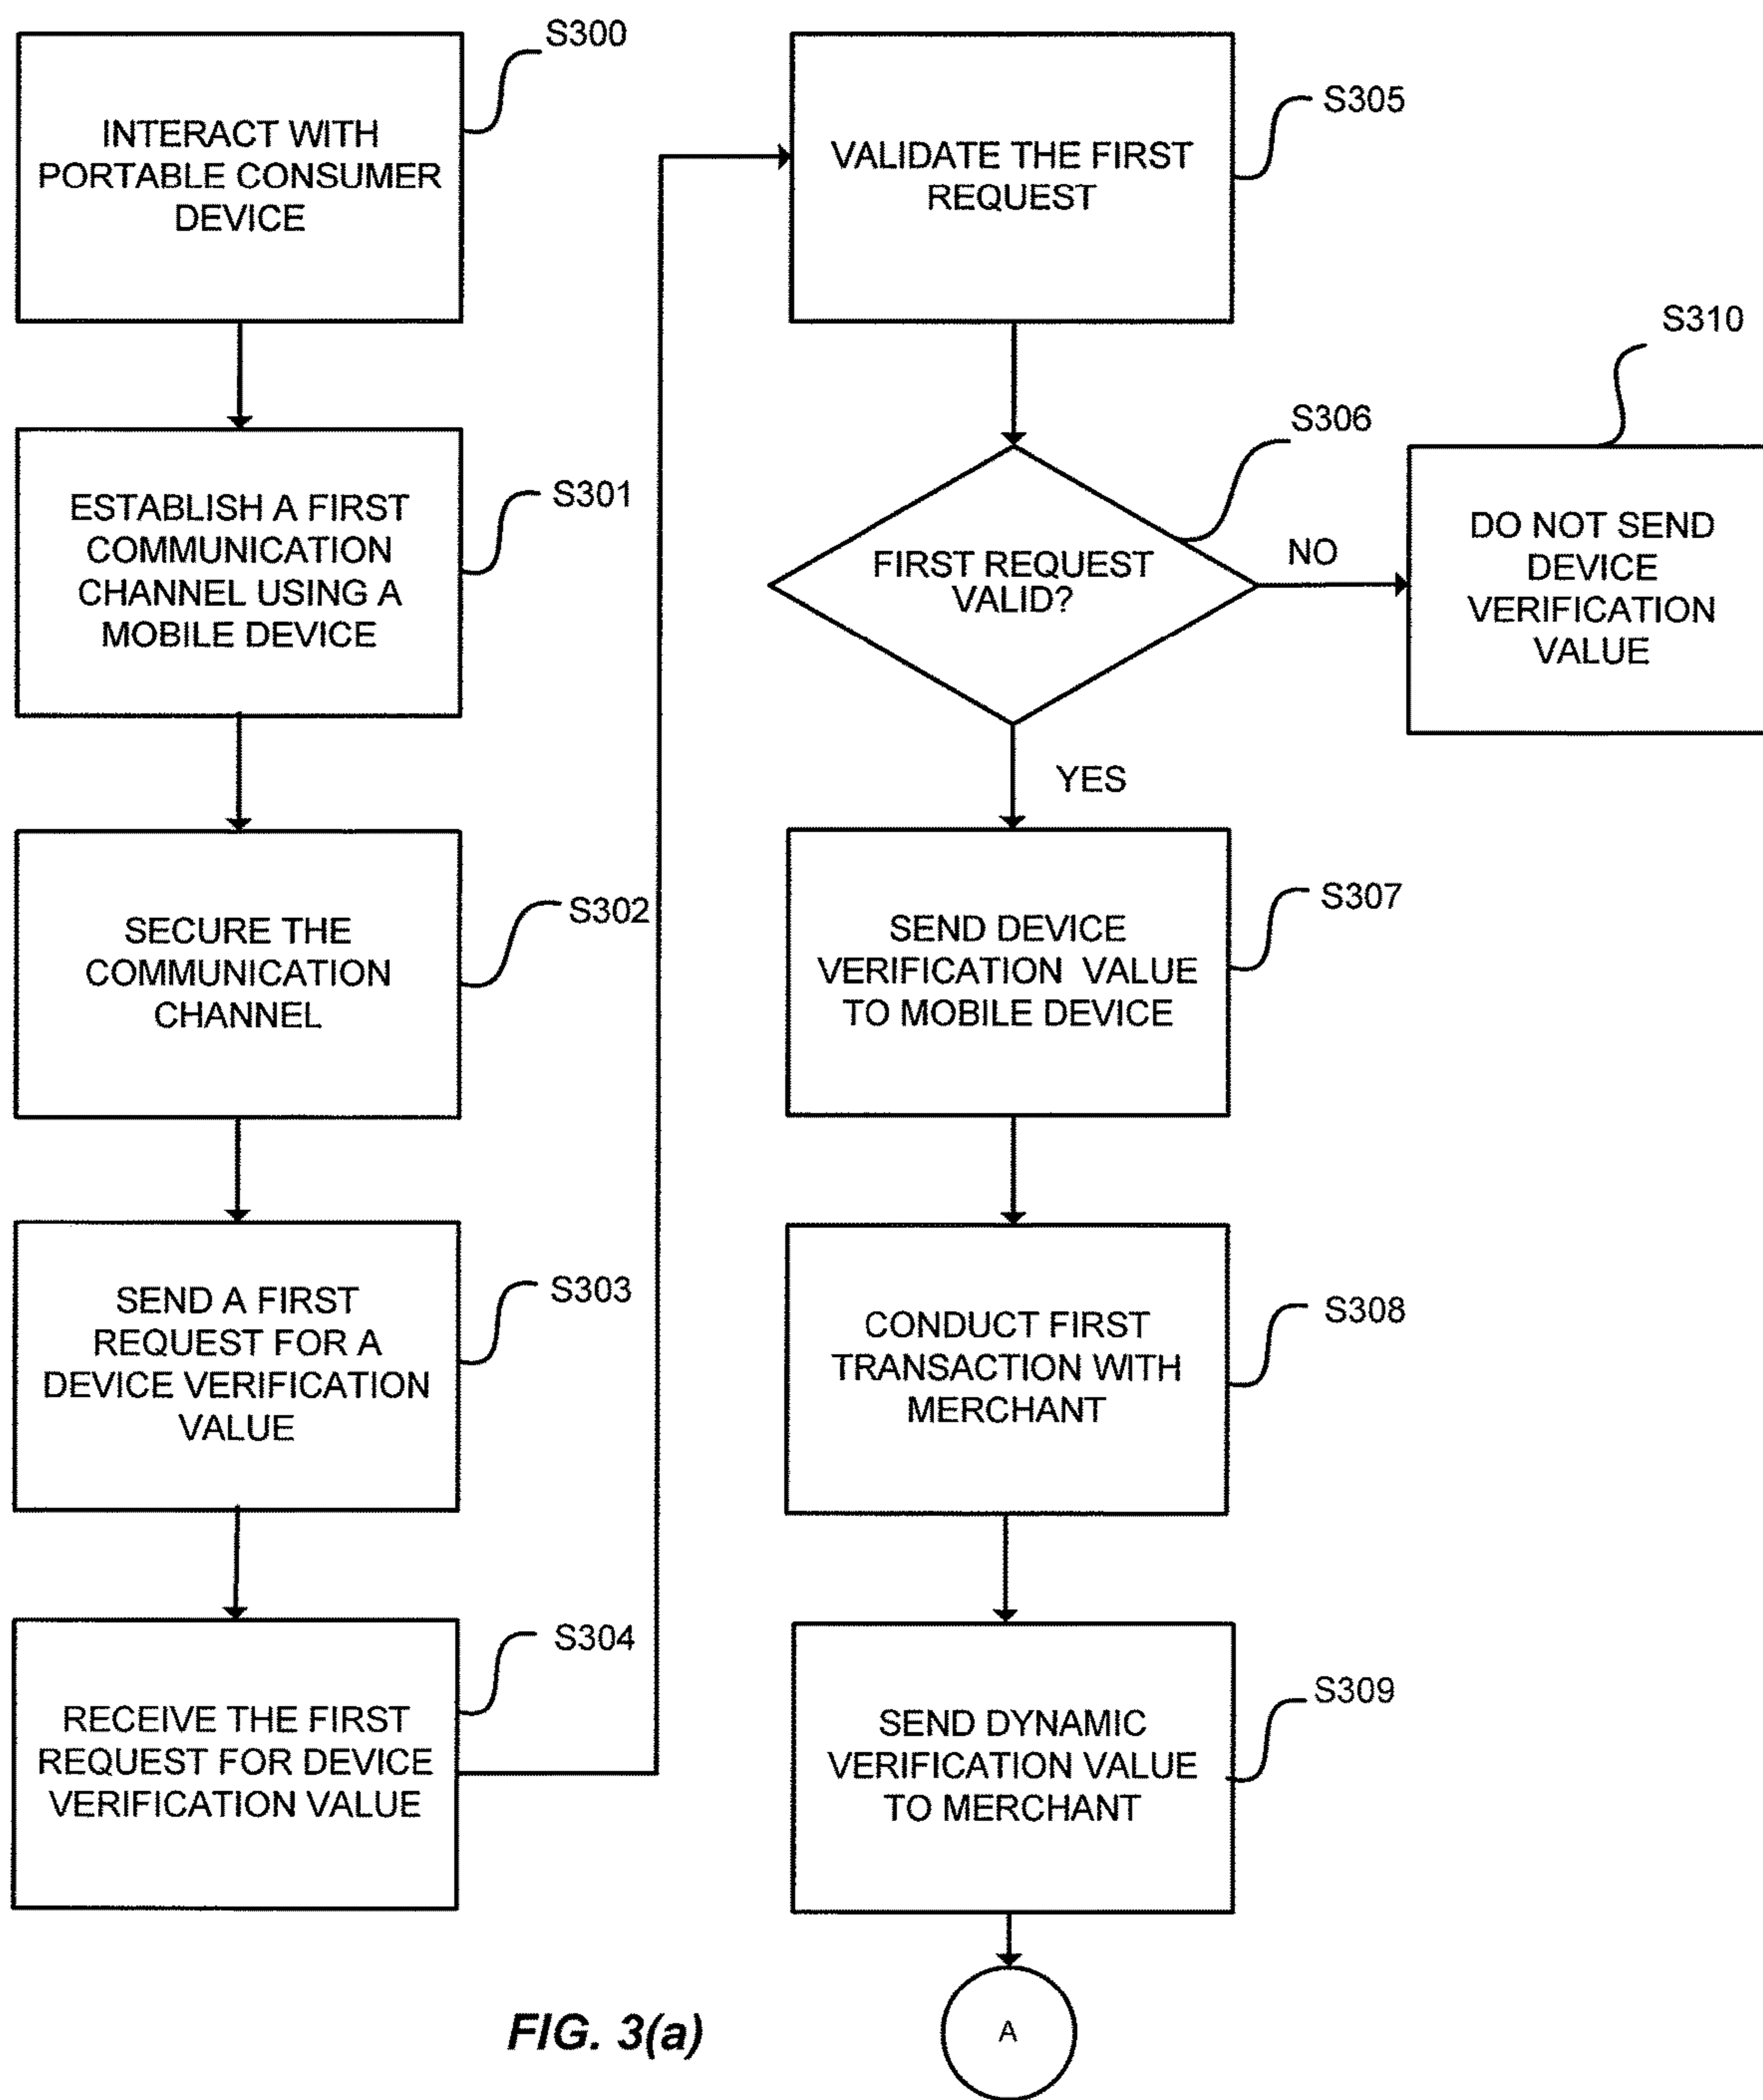 S300
INTERACT WITH
PORTABLE CONSUMER
DEVICE
S301
ESTABLISH A FIRST
COMMUNICATION
CHANNEL USING A
MOBILE DEVICE
S302
SECURE THE
COMMUNICATION
CHANNEL
S303
SEND A FIRST
REQUEST FOR A
DEVICE VERIFICATION
VALUE
S304
RECEIVE THE FIRST
REQUEST FOR DEVICE
VERIFICATION VALUE
S305
VALIDATE THE FIRST
REQUEST
S306
FIRST REQUEST
VALID?
NO
S310
DO NOT SEND
DEVICE
VERIFICATION
VALUE
YES
S307
SEND DEVICE
VERIFICATION VALUE
TO MOBILE DEVICE
S308
CONDUCT FIRST
TRANSACTION WITH
MERCHANT
S309
SEND DYNAMIC
VERIFICATION VALUE
TO MERCHANT
A
FIG. 3(a)